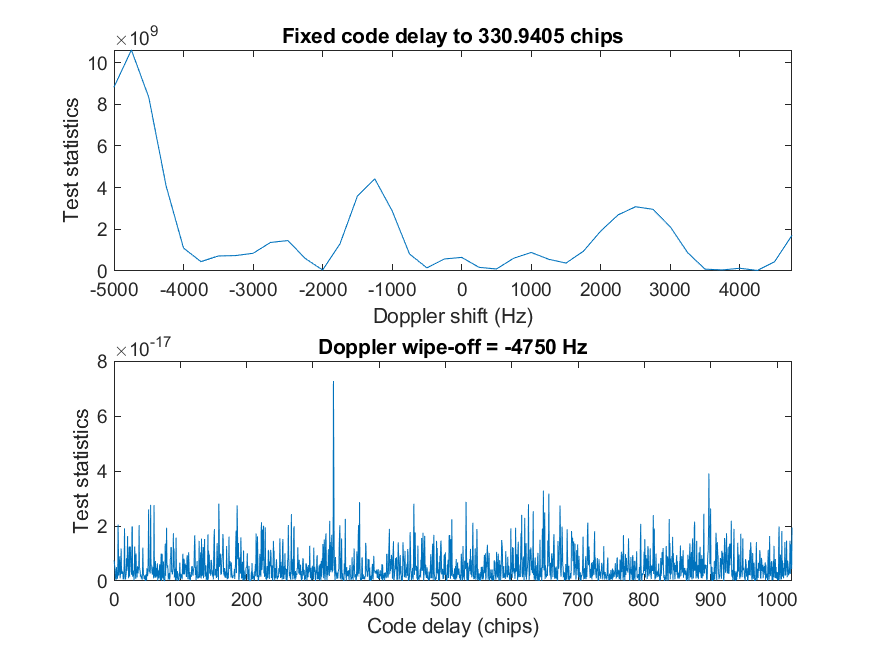 ×10^9
Fixed code delay to 330.9405 chips
10
8
6
4
2
0
Test statistics
-5000 -4000 -3000 -2000 -1000 0 1000 2000 3000 4000
Doppler shift (Hz)
×10^-17
Doppler wipe-off = -4750 Hz
8
6
4
2
0
Test statistics
0 100 200 300 400 500 600 700 800 900 1000
Code delay (chips)